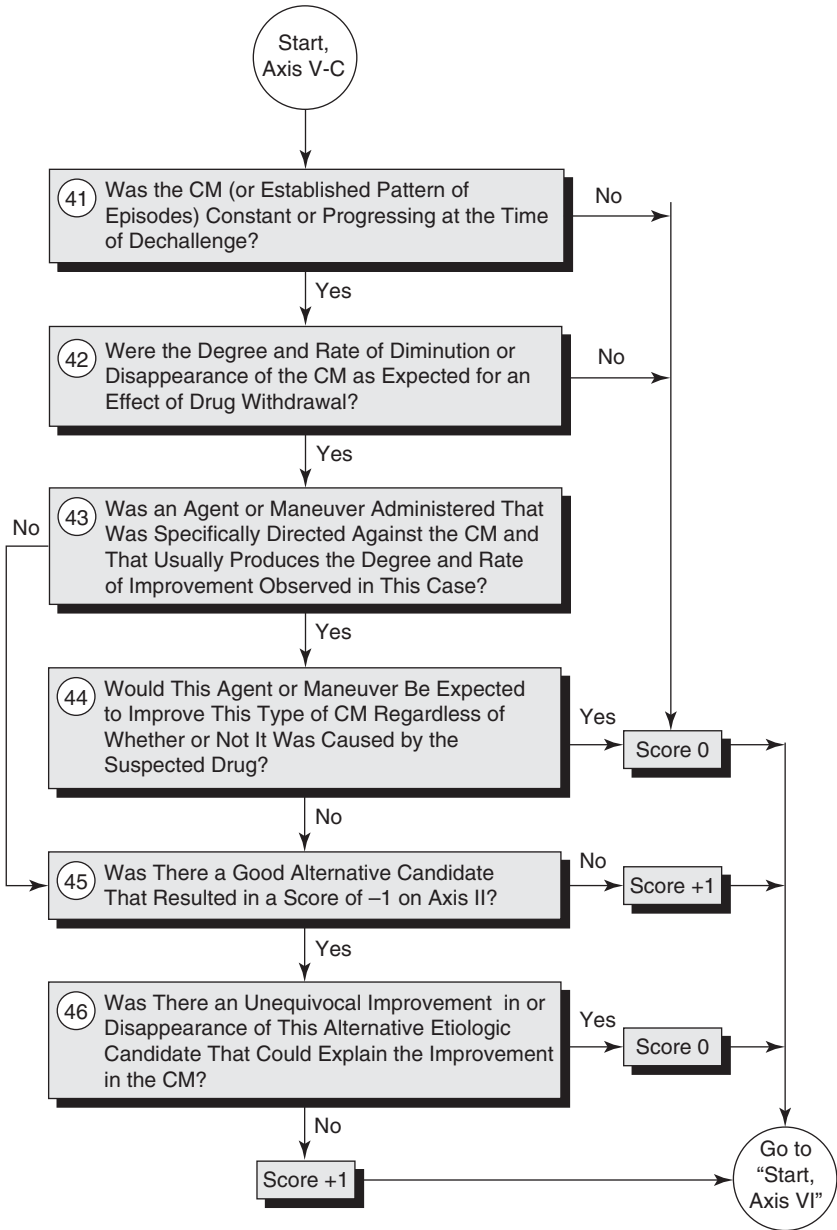 Start,
Axis V-C
41
Was the CM (or Established Pattern of
Episodes) Constant or Progressing at the Time
of Dechallenge?
No
Yes
42
Were the Degree and Rate of Diminution or
Disappearance of the CM as Expected for an
Effect of Drug Withdrawal?
No
Yes
43
Was an Agent or Maneuver Administered That
Was Specifically Directed Against the CM and
That Usually Produces the Degree and Rate
of Improvement Observed in This Case?
No
Yes
44
Would This Agent or Maneuver Be Expected
to Improve This Type of CM Regardless of
Whether or Not It Was Caused by the
Suspected Drug?
Yes
Score 0
No
45
Was There a Good Alternative Candidate
That Resulted in a Score of –1 on Axis II?
No
Score +1
Yes
46
Was There an Unequivocal Improvement in or
Disappearance of This Alternative Etiologic
Candidate That Could Explain the Improvement
in the CM?
Yes
Score 0
No
Score +1
Go to
“Start,
Axis VI”